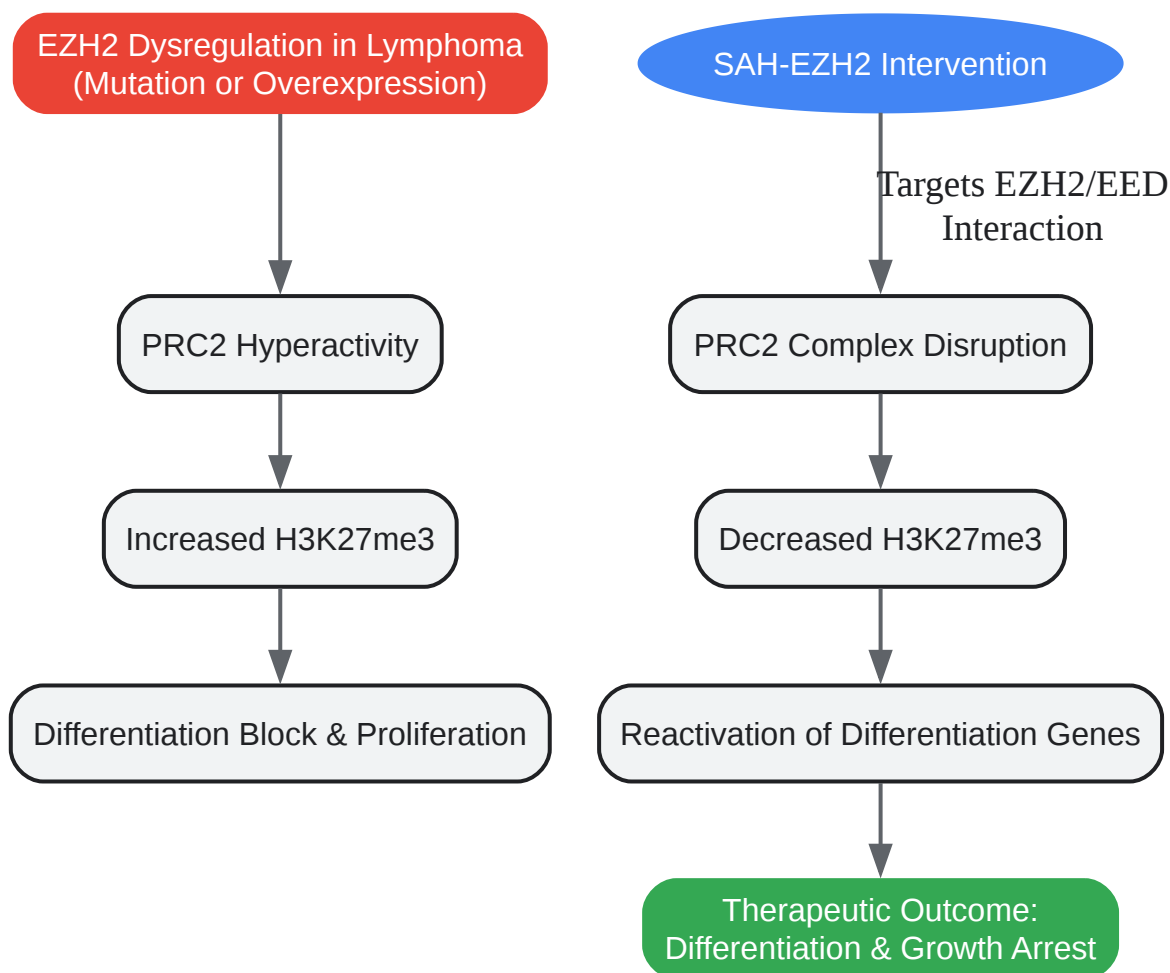 EZH2 Dysregulation in Lymphoma
(Mutation or Overexpression)
PRC2 Hyperactivity
Increased H3K27me3
Differentiation Block & Proliferation
SAH-EZH2 Intervention
Targets EZH2/EED
Interaction
PRC2 Complex Disruption
Decreased H3K27me3
Reactivation of Differentiation Genes
Therapeutic Outcome:
Differentiation & Growth Arrest